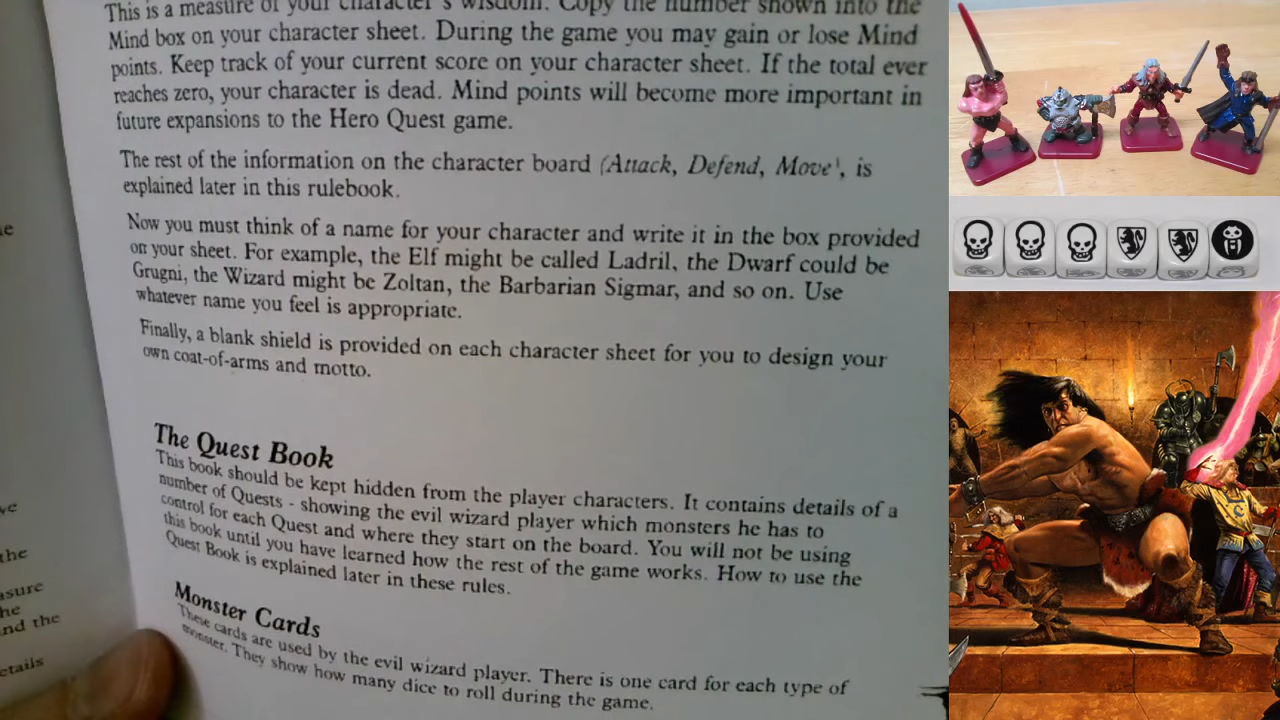 This is a measure of your character's wisdom. Copy the number shown into the
Mind box on your character sheet. During the game you may gain or lose Mind
points. Keep track of your current score on your character sheet. If the total ever
reaches zero, your character is dead. Mind points will become more important in
future expansions to the Hero Quest game.
The rest of the information on the character board (Attack, Defend, Move', is
explained later in this rulebook.
Now you must think of a name for your character and write it in the box provided
on your sheet. For example, the Elf might be called Ladril, the Dwarf could be
Grugni, the Wizard might be Zoltan, the Barbarian Sigmar, and so on. Use
whatever name you feel is appropriate.
Finally, a blank shield is provided on each character sheet for you to design your
own coat-of-arms and motto.
The Quest Book
This book should be kept hidden from the player characters. It contains details of a
number of Quests - showing the evil wizard player which monsters he has to
control for each Quest and where they start on the board. You will not be using
this book until you have learned how the rest of the game works. How to use the
Quest Book is explained later in these rules.
Monster Cards
These cards are used by the evil wizard player. There is one card for each type of
monster. They show how many dice to roll during the game.
the
nd the